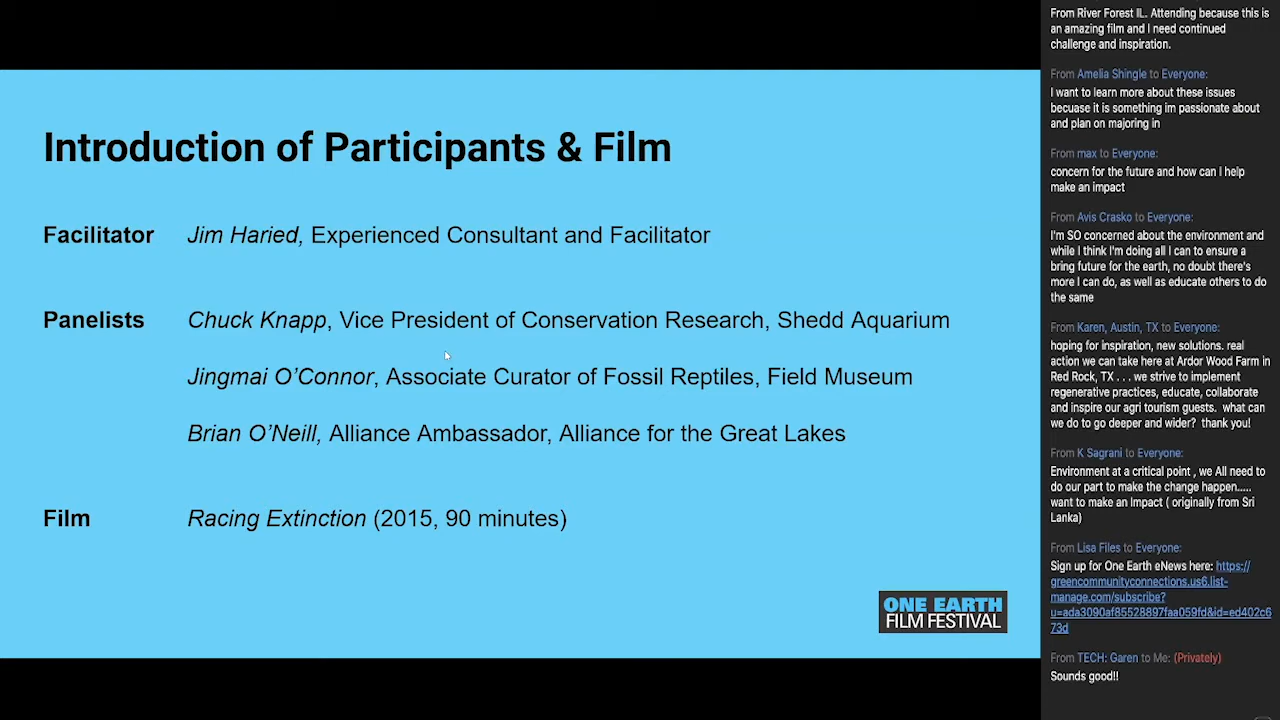 Introduction of Participants & Film
Facilitator Jim Haried, Experienced Consultant and Facilitator
Panelists Chuck Knapp, Vice President of Conservation Research, Shedd Aquarium
Jingmai O’Connor, Associate Curator of Fossil Reptiles, Field Museum
Brian O’Neill, Alliance Ambassador, Alliance for the Great Lakes
Film Racing Extinction (2015, 90 minutes)
ONE EARTH
FILM FESTIVAL
From River Forest IL. Attending because this is
an amazing film and I need continued
challenge and inspiration.
From Amelia Shingle to Everyone:
I want to learn more about these issues
becuase it is something im passionate about
and plan on majoring in
From max to Everyone:
concern for the future and how can I help
make an impact
From Avis Crasko to Everyone:
I'm SO concerned about the environment and
while I think I'm doing all I can to ensure a
bring future for the earth, no doubt there's
more I can do, as well as educate others to do
the same
From Karen, Austin, TX to Everyone:
hoping for inspiration, new solutions. real
action we can take here at Ardor Wood Farm in
Red Rock, TX . . . we strive to implement
regenerative practices, educate, collaborate
and inspire our agri tourism guests. what can
we do to go deeper and wider? thank you!
From K Sagrani to Everyone:
Environment at a critical point , we All need to
do our part to make the change happen.....
want to make an Impact ( originally from Sri
Lanka)
From Lisa Files to Everyone:
Sign up for One Earth eNews here: https://
greencommunityconnections.us6.list-
manage.com/subscribe?
u=ada3090af85528897faa059fd&id=ed402c6
73d
From TECH: Garen to Me: (Privately)
Sounds good!!